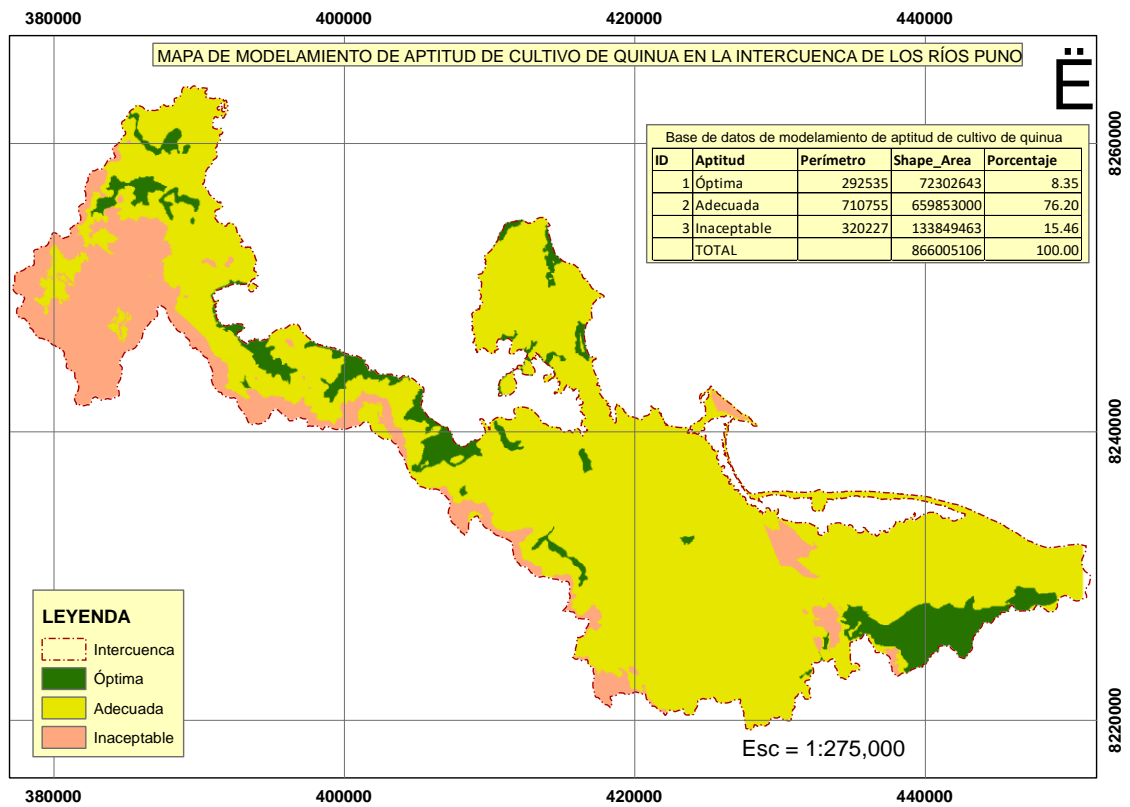 380000 400000 420000 440000
MAPA DE MODELAMIENTO DE APTITUD DE CULTIVO DE QUINUA EN LA INTERCUENCA DE LOS RÍOS PUNO
Ë
Base de datos de modelamiento de aptitud de cultivo de quinua
ID Aptitud Perímetro Shape_Area Porcentaje
1 Óptima 292535 72302643 8.35
2 Adecuada 710755 659853000 76.20
3 Inaceptable 320227 133849463 15.46
TOTAL 866005106 100.00
8260000
8240000
8220000
LEYENDA
Intercuenca
Óptima
Adecuada
Inaceptable
Esc = 1:275,000
380000 400000 420000 440000